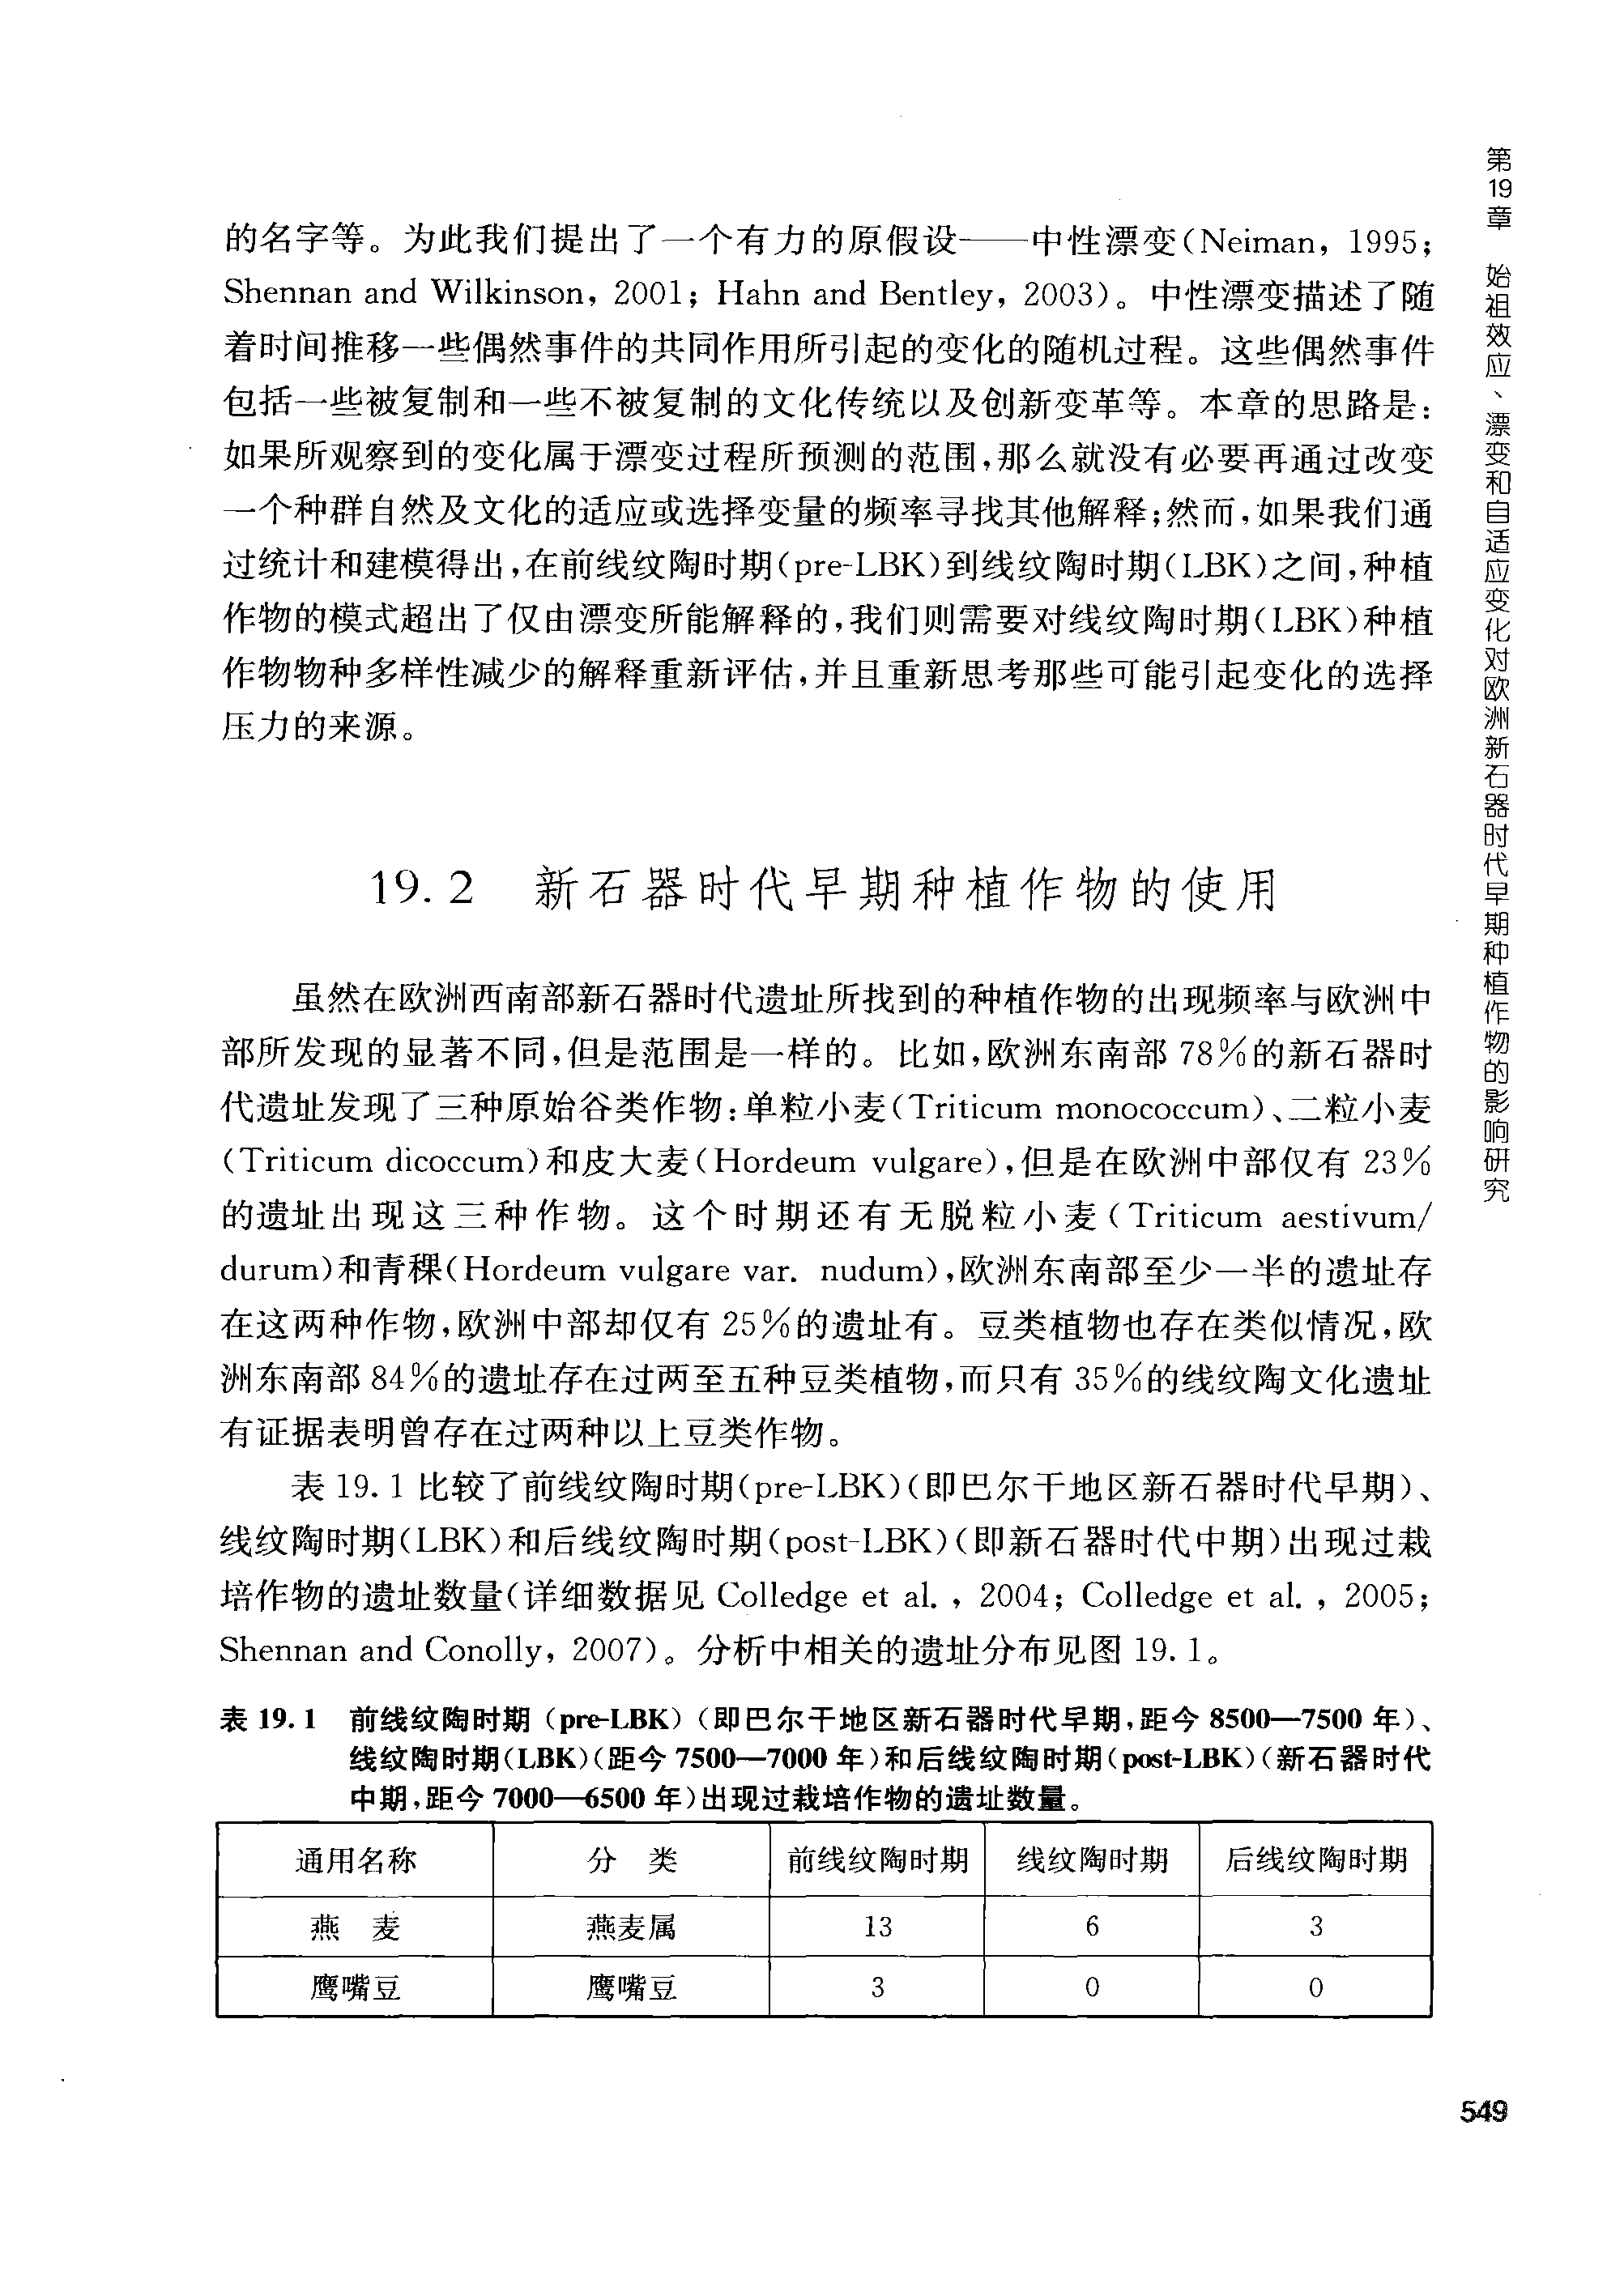 的名字等。为此我们提出了一个有力的原假设——中性漂变(Neiman, 1995;
Shennan and Wilkinson, 2001; Hahn and Bentley, 2003)。中性漂变描述了随
着时间推移一些偶然事件的共同作用所引起的变化的随机过程。这些偶然事件
包括一些被复制和一些不被复制的文化传统以及创新变革等。本章的思路是:
如果所观察到的变化属于漂变过程所预测的范围,那么就没有必要再通过改变
一个种群自然及文化的适应或选择变量的频率寻找其他解释;然而,如果我们通
过统计和建模得出,在前线纹陶时期(pre-LBK)到线纹陶时期(LBK)之间,种植
作物的模式超出了仅由漂变所能解释的,我们则需要对线纹陶时期(LBK)种植
作物物种多样性减少的解释重新评估,并且重新思考那些可能引起变化的选择
压力的来源。
19.2 新石器时代早期种植作物的使用
虽然在欧洲西南部新石器时代遗址所找到的种植作物的出现频率与欧洲中
部所发现的显著不同,但是范围是一样的。比如,欧洲东南部 78%的新石器时
代遗址发现了三种原始谷类作物:单粒小麦(Triticum monococcum)、二粒小麦
(Triticum dicoccum)和皮大麦(Hordeum vulgare),但是在欧洲中部仅有 23%
的遗址出现这三种作物。这个时期还有无脱粒小麦(Triticum aestivum/
durum)和青稞(Hordeum vulgare var. nudum),欧洲东南部至少一半的遗址存
在这两种作物,欧洲中部却仅有 25%的遗址有。豆类植物也存在类似情况,欧
洲东南部 84%的遗址存在过两至五种豆类植物,而只有 35%的线纹陶文化遗址
有证据表明曾存在过两种以上豆类作物。
表 19.1 比较了前线纹陶时期(pre-LBK)(即巴尔干地区新石器时代早期)、
线纹陶时期(LBK)和后线纹陶时期(post-LBK)(即新石器时代中期)出现过栽
培作物的遗址数量(详细数据见 Colledge et al., 2004; Colledge et al., 2005;
Shennan and Conolly, 2007)。分析中相关的遗址分布见图 19.1。
表 19.1 前线纹陶时期(pre-LBK)(即巴尔干地区新石器时代早期,距今 8500—7500 年)、
线纹陶时期(LBK)(距今 7500—7000 年)和后线纹陶时期(post-LBK)(新石器时代
中期,距今 7000—6500 年)出现过栽培作物的遗址数量。
通用名称 分 类 前线纹陶时期 线纹陶时期 后线纹陶时期
燕 麦 燕麦属 13 6 3
鹰嘴豆 鹰嘴豆 3 0 0
第19章 始祖效应、漂变和自适应变化对欧洲新石器时代早期种植作物的影响研究
549